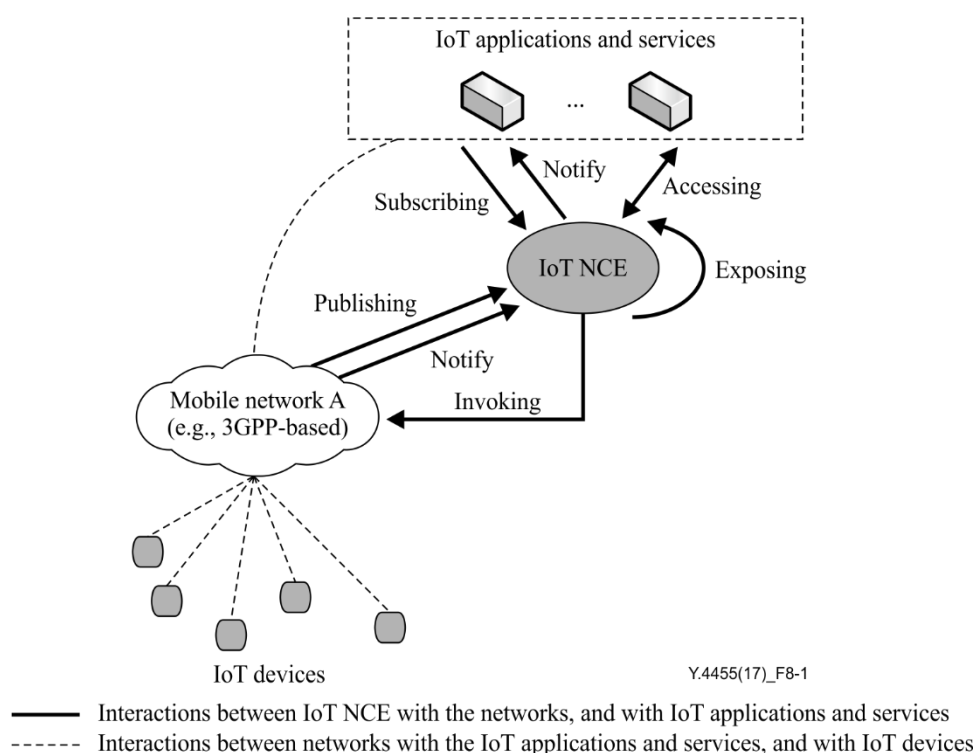 IoT applications and services
...
Notify
Subscribing
Accessing
IoT NCE
Exposing
Publishing
Notify
Mobile network A
(e.g., 3GPP-based)
Invoking
IoT devices
Y.4455(17)_F8-1
Interactions between IoT NCE with the networks, and with IoT applications and services
Interactions between networks with the IoT applications and services, and with IoT devices